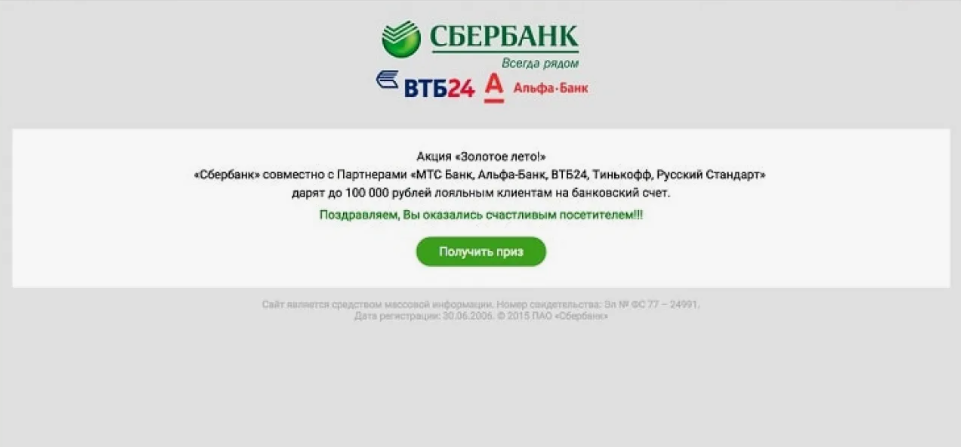 СБЕРБАНК
Всегда рядом
ВТБ24 Альфа-Банк
Акция «Золотое лето!»
«Сбербанк» совместно с Партнерами «МТС Банк, Альфа-Банк, ВТБ24, Тинькофф, Русский Стандарт»
дарят до 100 000 рублей лояльным клиентам на банковский счет.
Поздравляем, Вы оказались счастливым посетителем!!!
Получить приз
Сайт является средством массовой информации. Номер свидетельства: Эл № ФС 77 – 24991.
Дата регистрации: 30.06.2006. © 2015 ПАО «Сбербанк»